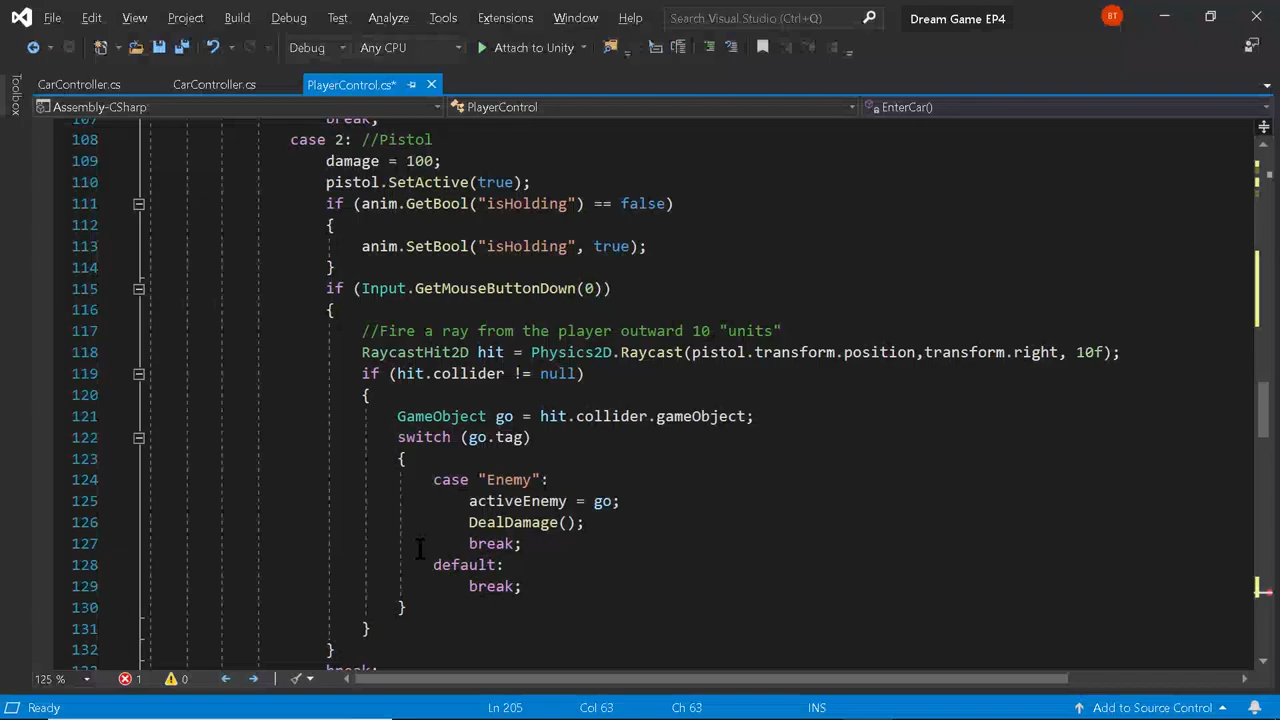 File Edit View Project Build Debug Test Analyze Tools Extensions Window Help Search Visual Studio (Ctrl+Q) Dream Game EP4 BT
Debug Any CPU Attach to Unity
Toolbox
CarController.cs CarController.cs PlayerControl.cs*
Assembly-CSharp PlayerControl EnterCar()
107 break;
108 case 2: //Pistol
109 damage = 100;
110 pistol.SetActive(true);
111 if (anim.GetBool("isHolding") == false)
112 {
113 anim.SetBool("isHolding", true);
114 }
115 if (Input.GetMouseButtonDown(0))
116 {
117 //Fire a ray from the player outward 10 "units"
118 RaycastHit2D hit = Physics2D.Raycast(pistol.transform.position,transform.right, 10f);
119 if (hit.collider != null)
120 {
121 GameObject go = hit.collider.gameObject;
122 switch (go.tag)
123 {
124 case "Enemy":
125 activeEnemy = go;
126 DealDamage();
127 break;
128 default:
129 break;
130 }
131 }
132 }
133 break;
125 % 1 0
Ready Ln 205 Col 63 Ch 63 INS Add to Source Control